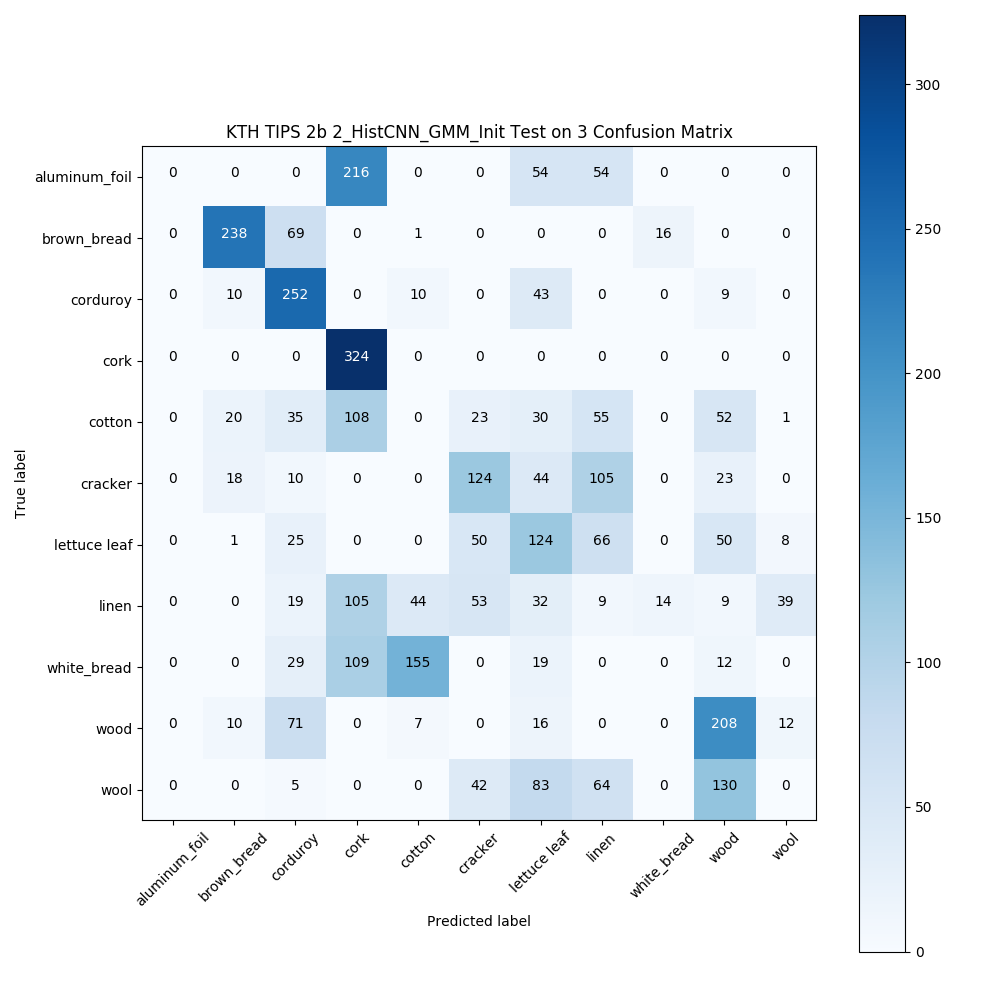 KTH TIPS 2b 2_HistCNN_GMM_Init Test on 3 Confusion Matrix
aluminum_foil 0 0 0 216 0 0 54 54 0 0 0
brown_bread 0 238 69 0 1 0 0 0 16 0 0
corduroy 0 10 252 0 10 0 43 0 0 9 0
cork 0 0 0 324 0 0 0 0 0 0 0
cotton 0 20 35 108 0 23 30 55 0 52 1
cracker 0 18 10 0 0 124 44 105 0 23 0
lettuce leaf 0 1 25 0 0 50 124 66 0 50 8
linen 0 0 19 105 44 53 32 9 14 9 39
white_bread 0 0 29 109 155 0 19 0 0 12 0
wood 0 10 71 0 7 0 16 0 0 208 12
wool 0 0 5 0 0 42 83 64 0 130 0
aluminum_foil brown_bread corduroy cork cotton cracker lettuce leaf linen white_bread wood wool
Predicted label
True label
300
250
200
150
100
50
0